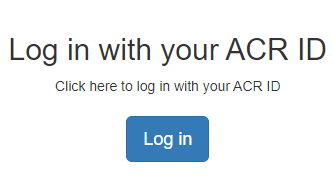 Log in with your ACR ID
Click here to log in with your ACR ID
Log in